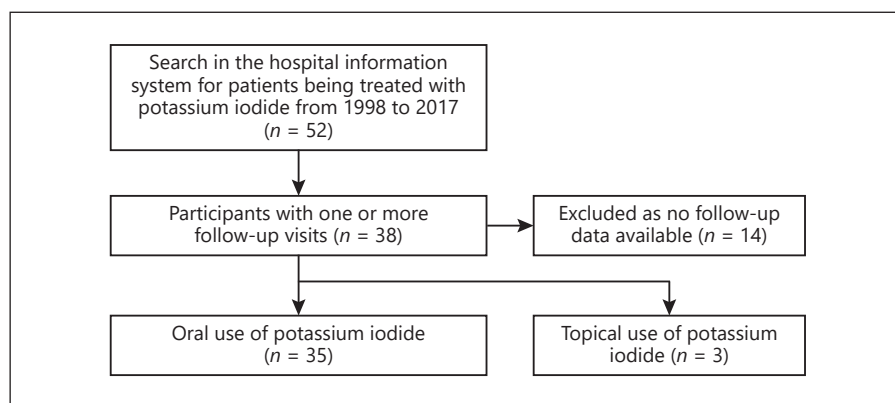 Search in the hospital information
system for patients being treated with
potassium iodide from 1998 to 2017
(n = 52)
Participants with one or more
follow-up visits (n = 38)
Excluded as no follow-up
data available (n = 14)
Oral use of potassium iodide
(n = 35)
Topical use of potassium
iodide (n = 3)